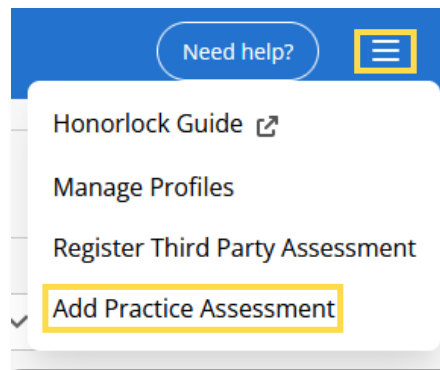 Need help?
Honorlock Guide
Manage Profiles
Register Third Party Assessment
Add Practice Assessment